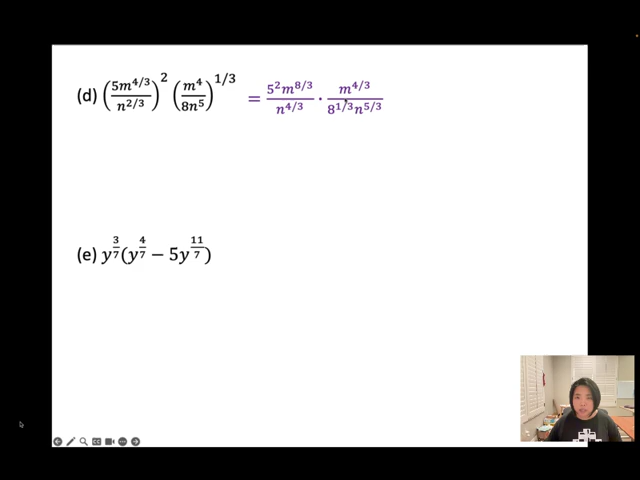 (d) (5m^{4/3}/n^{2/3})^2 (m^4/8n^5)^{1/3} = 5^2m^{8/3}/n^{4/3} · m^{4/3}/8^{1/3}n^{5/3}
(e) y^{3/7}(y^{4/7} − 5y^{11/7})